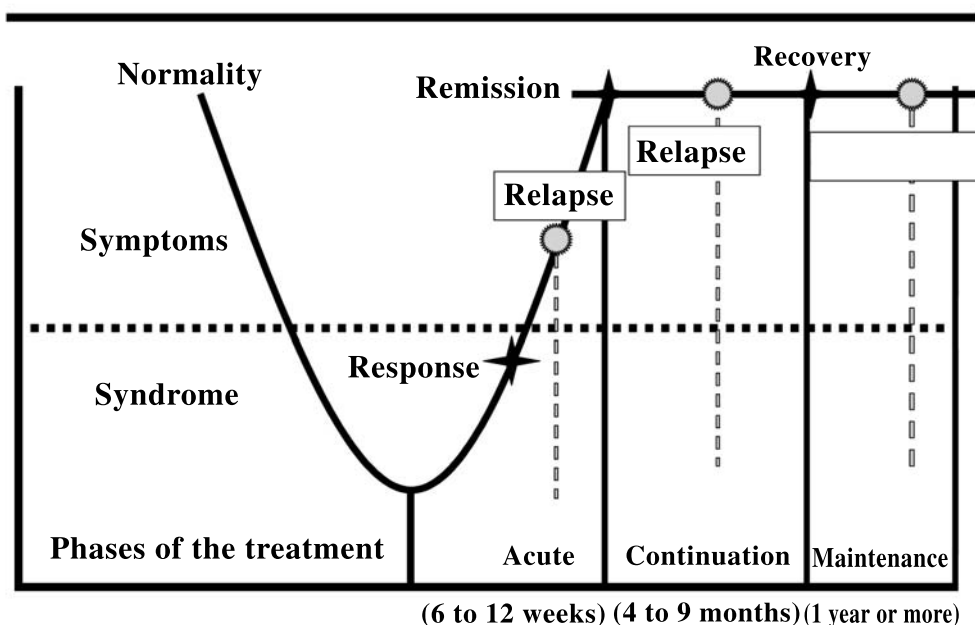 Normality
Remission
Recovery
Relapse
Relapse
Symptoms
Response
Syndrome
Phases of the treatment
Acute
Continuation
Maintenance
(6 to 12 weeks)
(4 to 9 months)
(1 year or more)